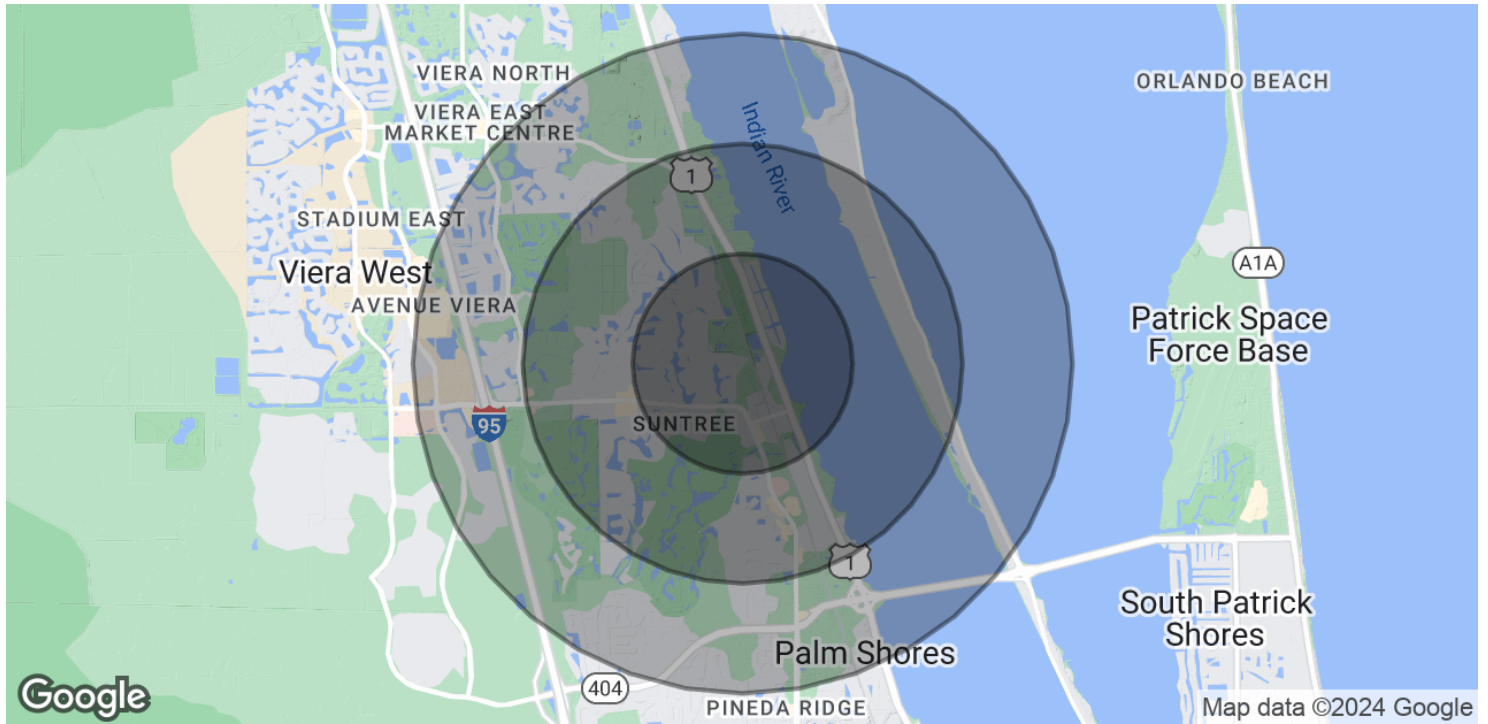 VIERA NORTH
ORLANDO BEACH
VIERA EAST
MARKET CENTRE
Indian River
1
STADIUM EAST
Viera West
A1A
AVENUE VIERA
Patrick Space
Force Base
SUNTREE
95
1
South Patrick
Shores
Palm Shores
404
PINEDA RIDGE
Google
Map data ©2024 Google